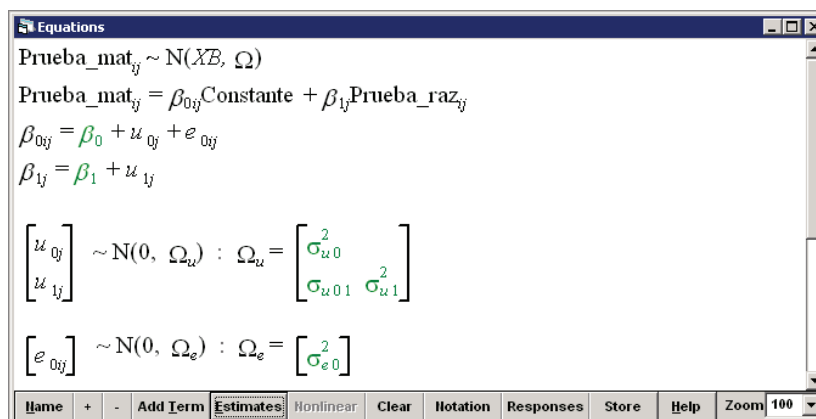 Equations
Prueba_mat_ij ~ N(XB, Ω)
Prueba_mat_ij = β_0ij Constante + β_1j Prueba_raz_ij
β_0ij = β_0 + u_0j + e_0ij
β_1j = β_1 + u_1j
[u_0j u_1j] ~ N(0, Ω_u) : Ω_u = [σ²_u0 σ_u01 σ²_u1]
[e_0ij] ~ N(0, Ω_e) : Ω_e = [σ²_e0]
Name + - Add Term Estimates Nonlinear Clear Notation Responses Store Help Zoom 100